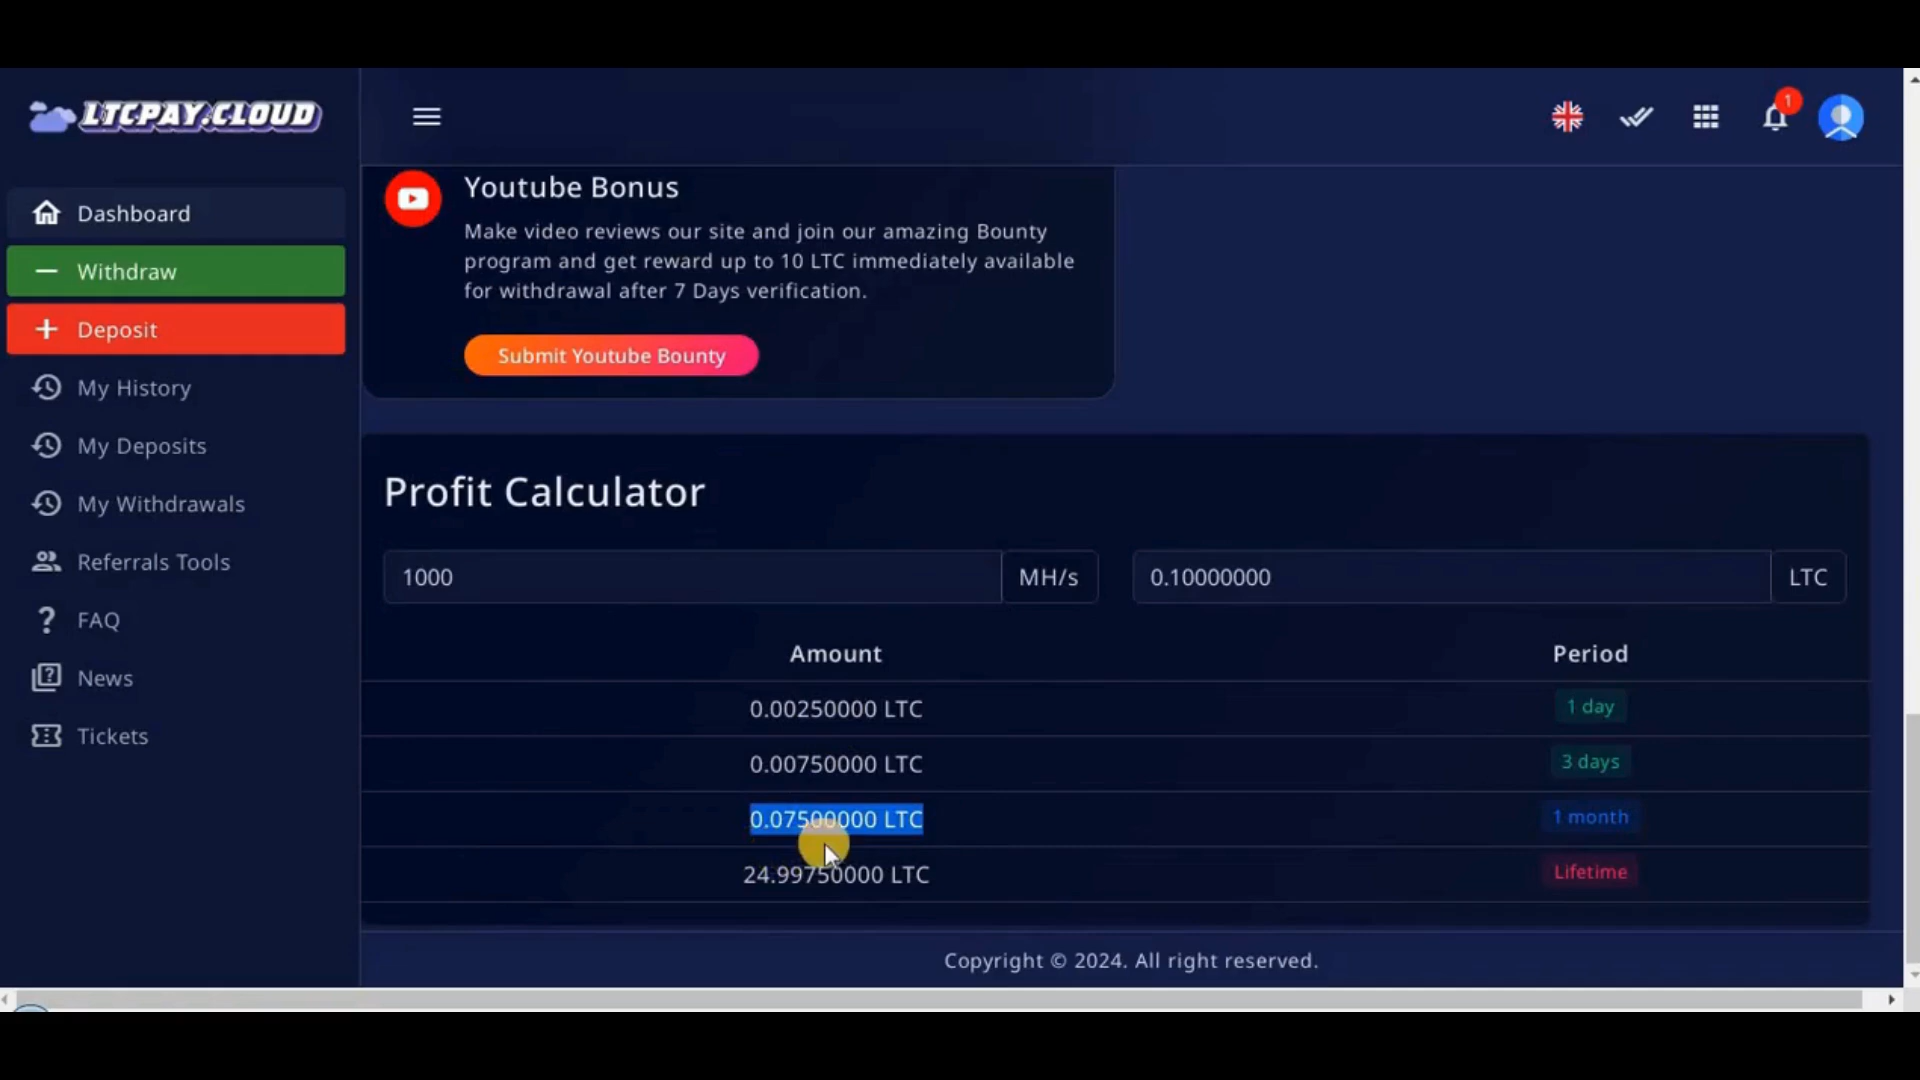 LTCPAY.CLOUD
1
Dashboard
Withdraw
Deposit
My History
My Deposits
My Withdrawals
Referrals Tools
FAQ
News
Tickets
Youtube Bonus
Make video reviews our site and join our amazing Bounty
program and get reward up to 10 LTC immediately available
for withdrawal after 7 Days verification.
Submit Youtube Bounty
Profit Calculator
1000 MH/s 0.10000000 LTC
Amount Period
0.00250000 LTC 1 day
0.00750000 LTC 3 days
0.07500000 LTC 1 month
24.99750000 LTC Lifetime
Copyright © 2024. All right reserved.